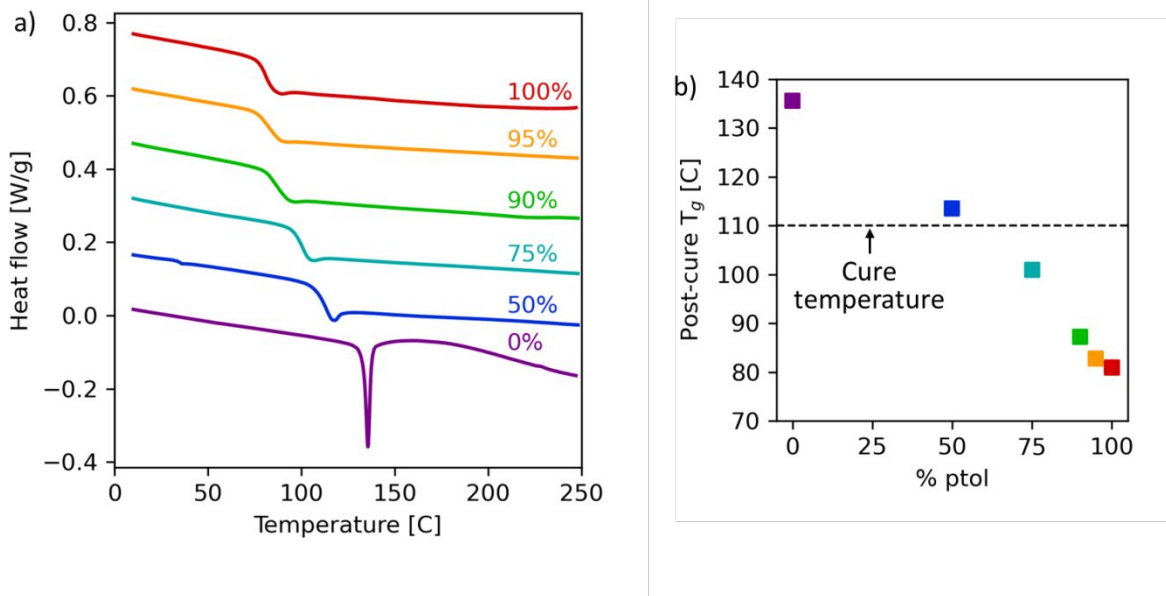 a)
Heat flow [W/g]
0.8
0.6
0.4
0.2
0.0
−0.2
−0.4
100%
95%
90%
75%
50%
0%
0 50 100 150 200 250
Temperature [C]
b)
Post-cure Tg [C]
140
130
120
110
100
90
80
70
Cure
temperature
0 25 50 75 100
% ptol